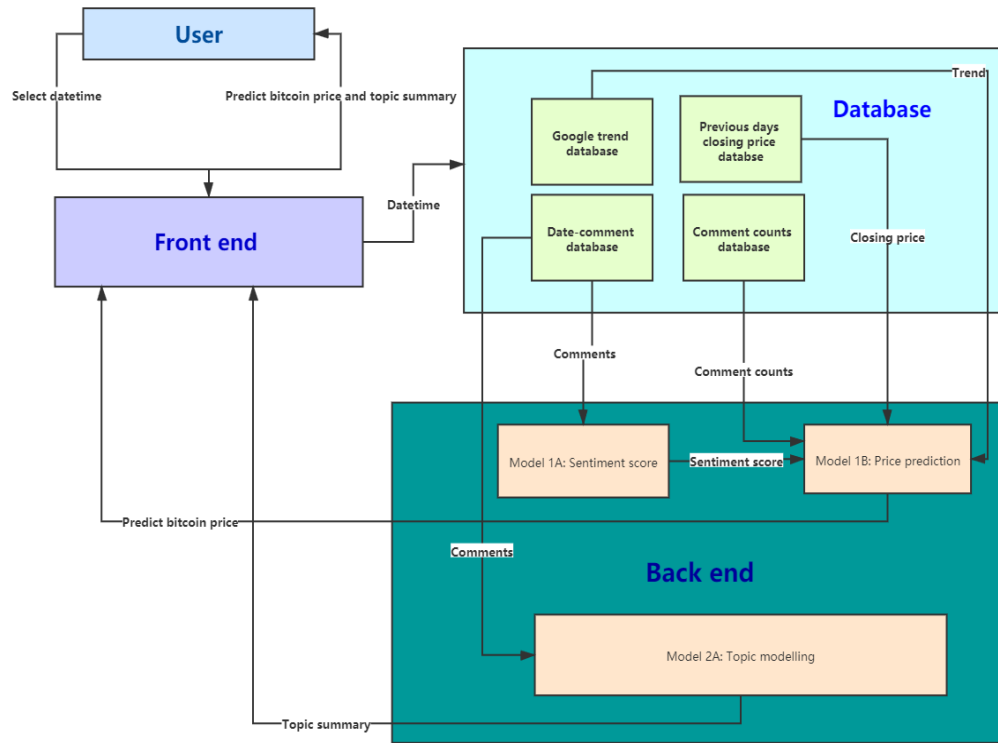 User
Select datetime
Predict bitcoin price and topic summary
Trend
Database
Google trend
database
Previous days
closing price
databse
Front end
Datetime
Date-comment
database
Comment counts
database
Closing price
Comments
Comment counts
Model 1A: Sentiment score
Sentiment score
Model 1B: Price prediction
Predict bitcoin price
Comments
Back end
Model 2A: Topic modelling
Topic summary